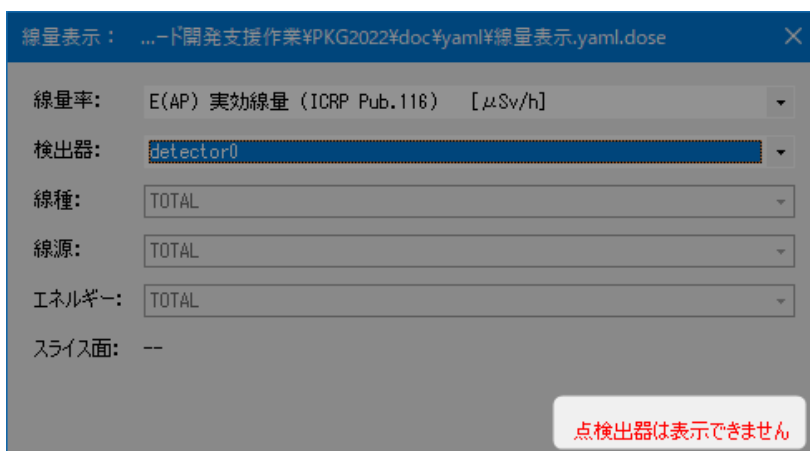 線量表示： ...ード開発支援作業¥PKG2022¥doc¥yaml¥線量表示.yaml.dose
線量率: E(AP) 実効線量 (ICRP Pub.116) [μSv/h]
検出器: detector0
線種: TOTAL
線源: TOTAL
エネルギー: TOTAL
スライス面: --
点検出器は表示できません